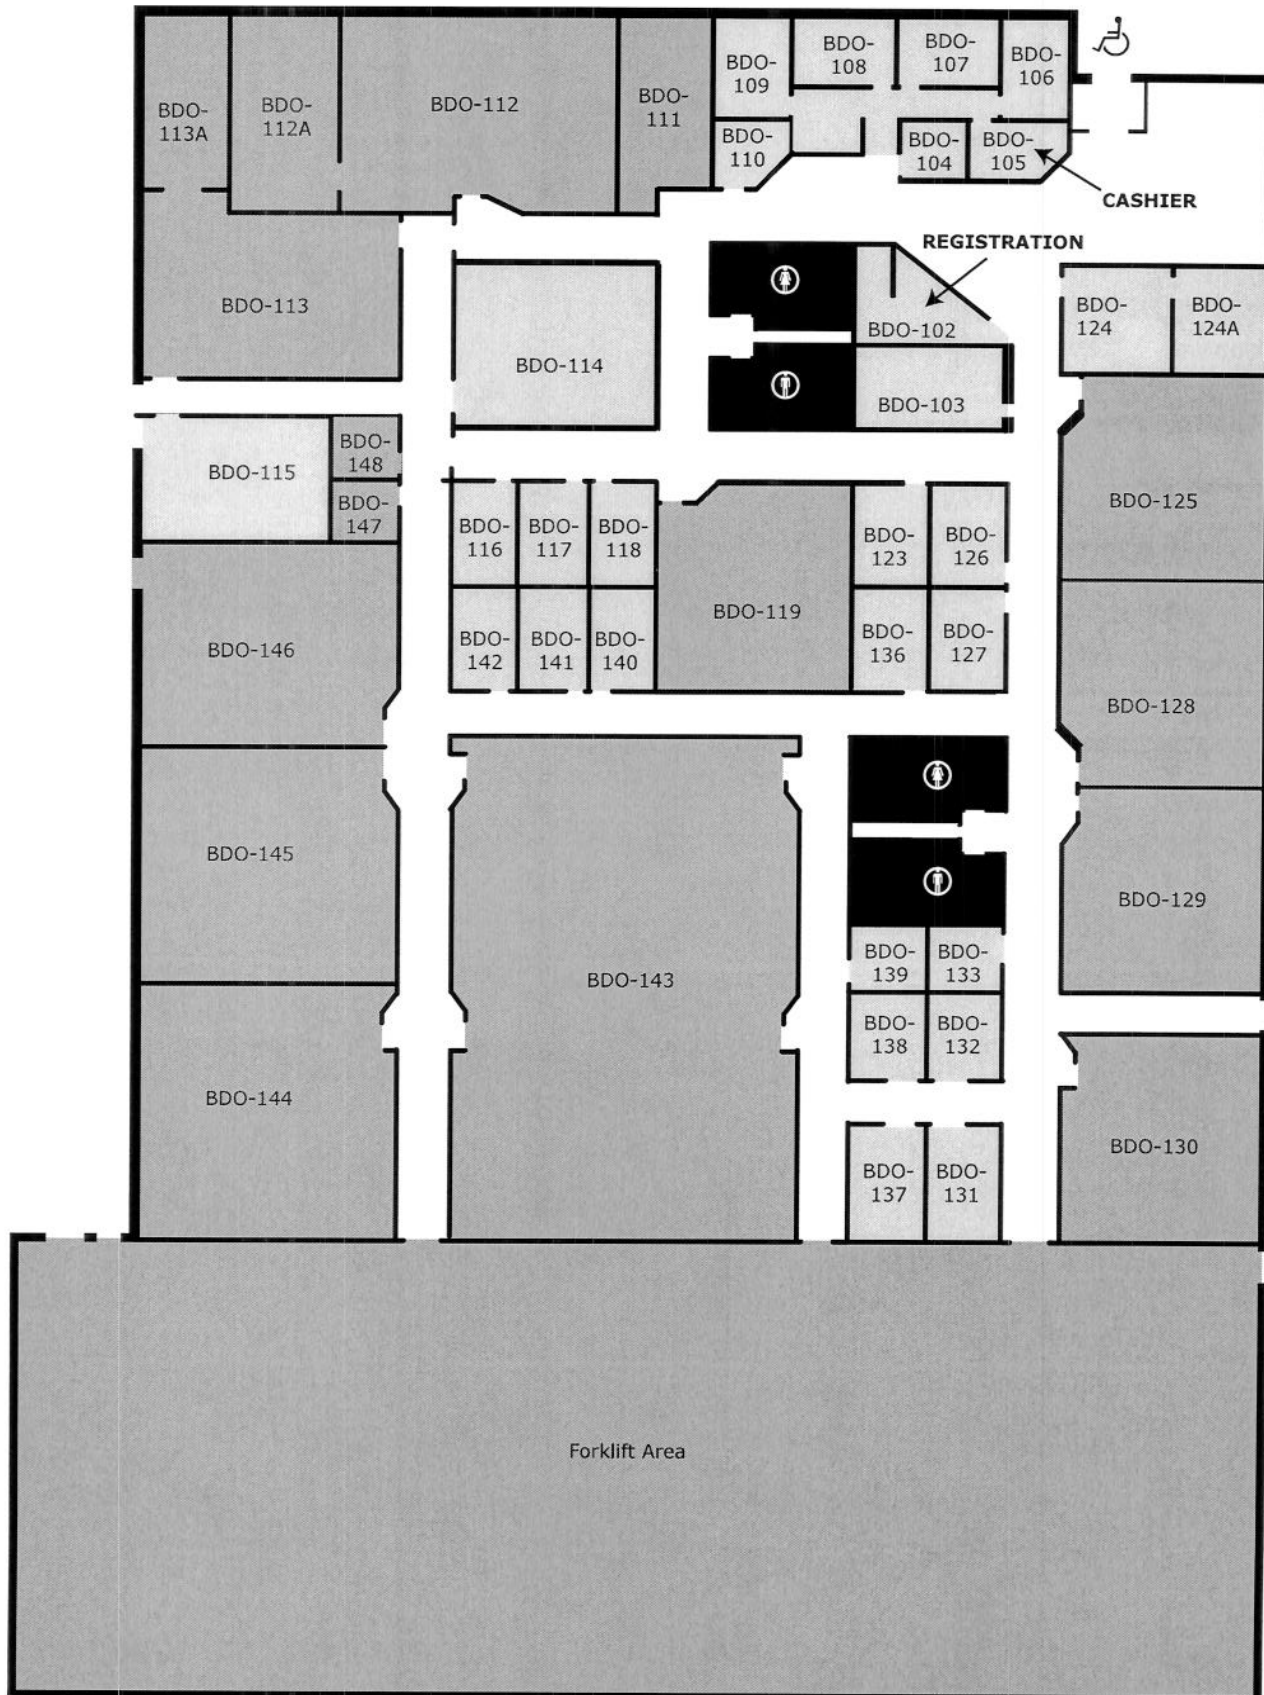 BDO-
113A
BDO-
112A
BDO-112
BDO-
111
BDO-
109
BDO-
108
BDO-
107
BDO-
106
BDO-
110
BDO-
104
BDO-
105
CASHIER
REGISTRATION
BDO-113
BDO-114
BDO-102
BDO-103
BDO-
124
BDO-
124A
BDO-115
BDO-
148
BDO-
147
BDO-125
BDO-
116
BDO-
117
BDO-
118
BDO-119
BDO-
123
BDO-
126
BDO-146
BDO-
142
BDO-
141
BDO-
140
BDO-
136
BDO-
127
BDO-128
BDO-145
BDO-143
BDO-129
BDO-
139
BDO-
133
BDO-
138
BDO-
132
BDO-144
BDO-130
BDO-
137
BDO-
131
Forklift Area